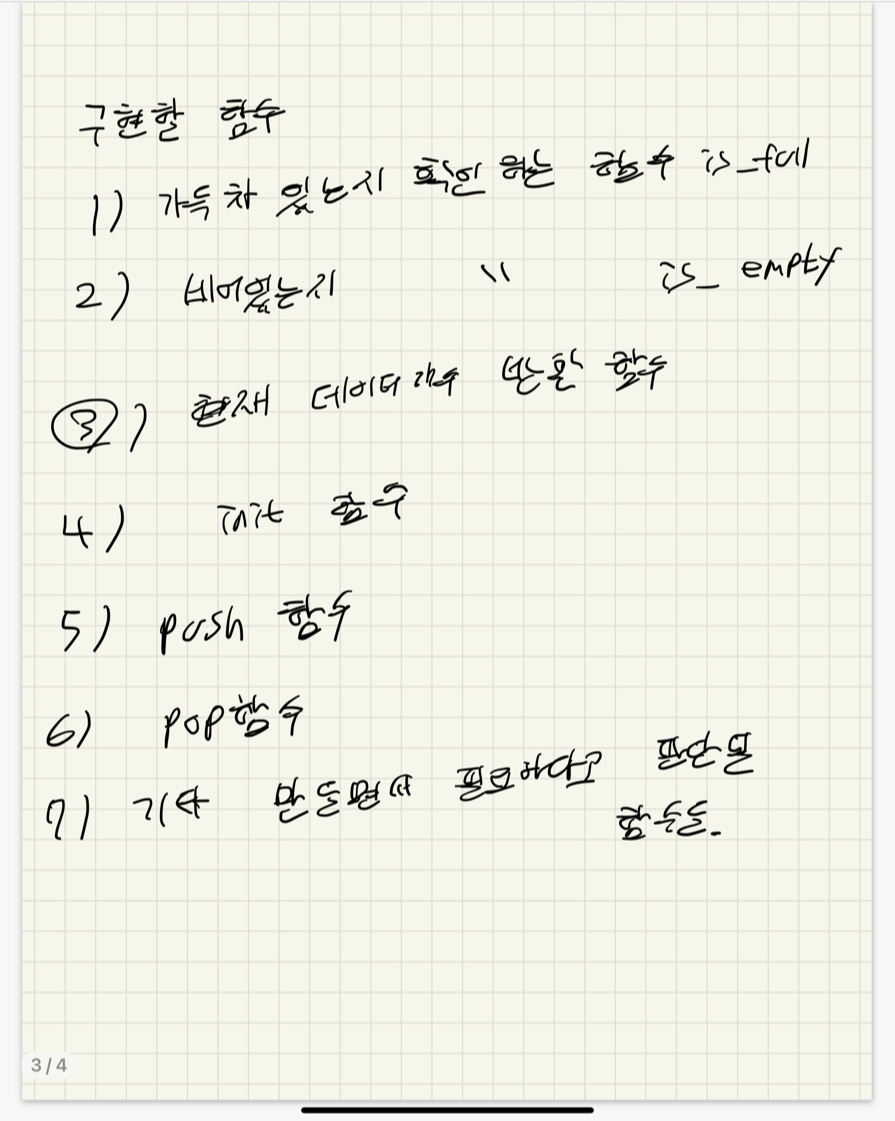 구현할 함수
1) 가득 차 있는지 확인 하는 함수 is_full
2) 비어있는지 〃 is_empty
3) 현재 데이터 개수 반환 함수
4) init 함수
5) push 함수
6) pop함수
7) 기타 만들면서 필요하다고 판단될
함수들.
3/4